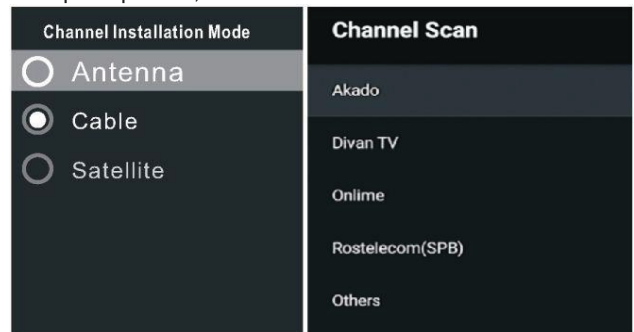 Channel Installation Mode
Antenna
Cable
Satellite
Channel Scan
Akado
Divan TV
Onlime
Rostelecom(SPB)
Others